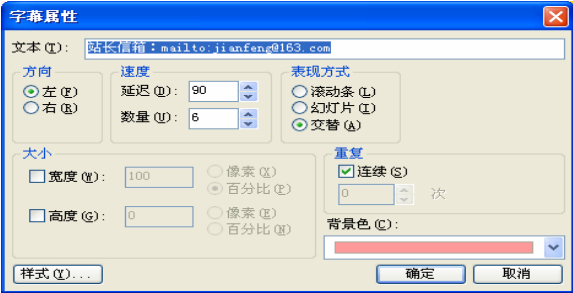 字幕属性
文本(T): 站长信箱：mailto:jianfeng@163.com
方向
左(F)
右(R)
速度
延迟(D): 90
数量(U): 6
表现方式
滚动条(L)
幻灯片(I)
交替(A)
大小
宽度(W): 100
像素(X)
百分比(P)
高度(G): 0
像素(E)
百分比(N)
重复
连续(S)
0 次
背景色(C):
样式(Y)...
确定
取消